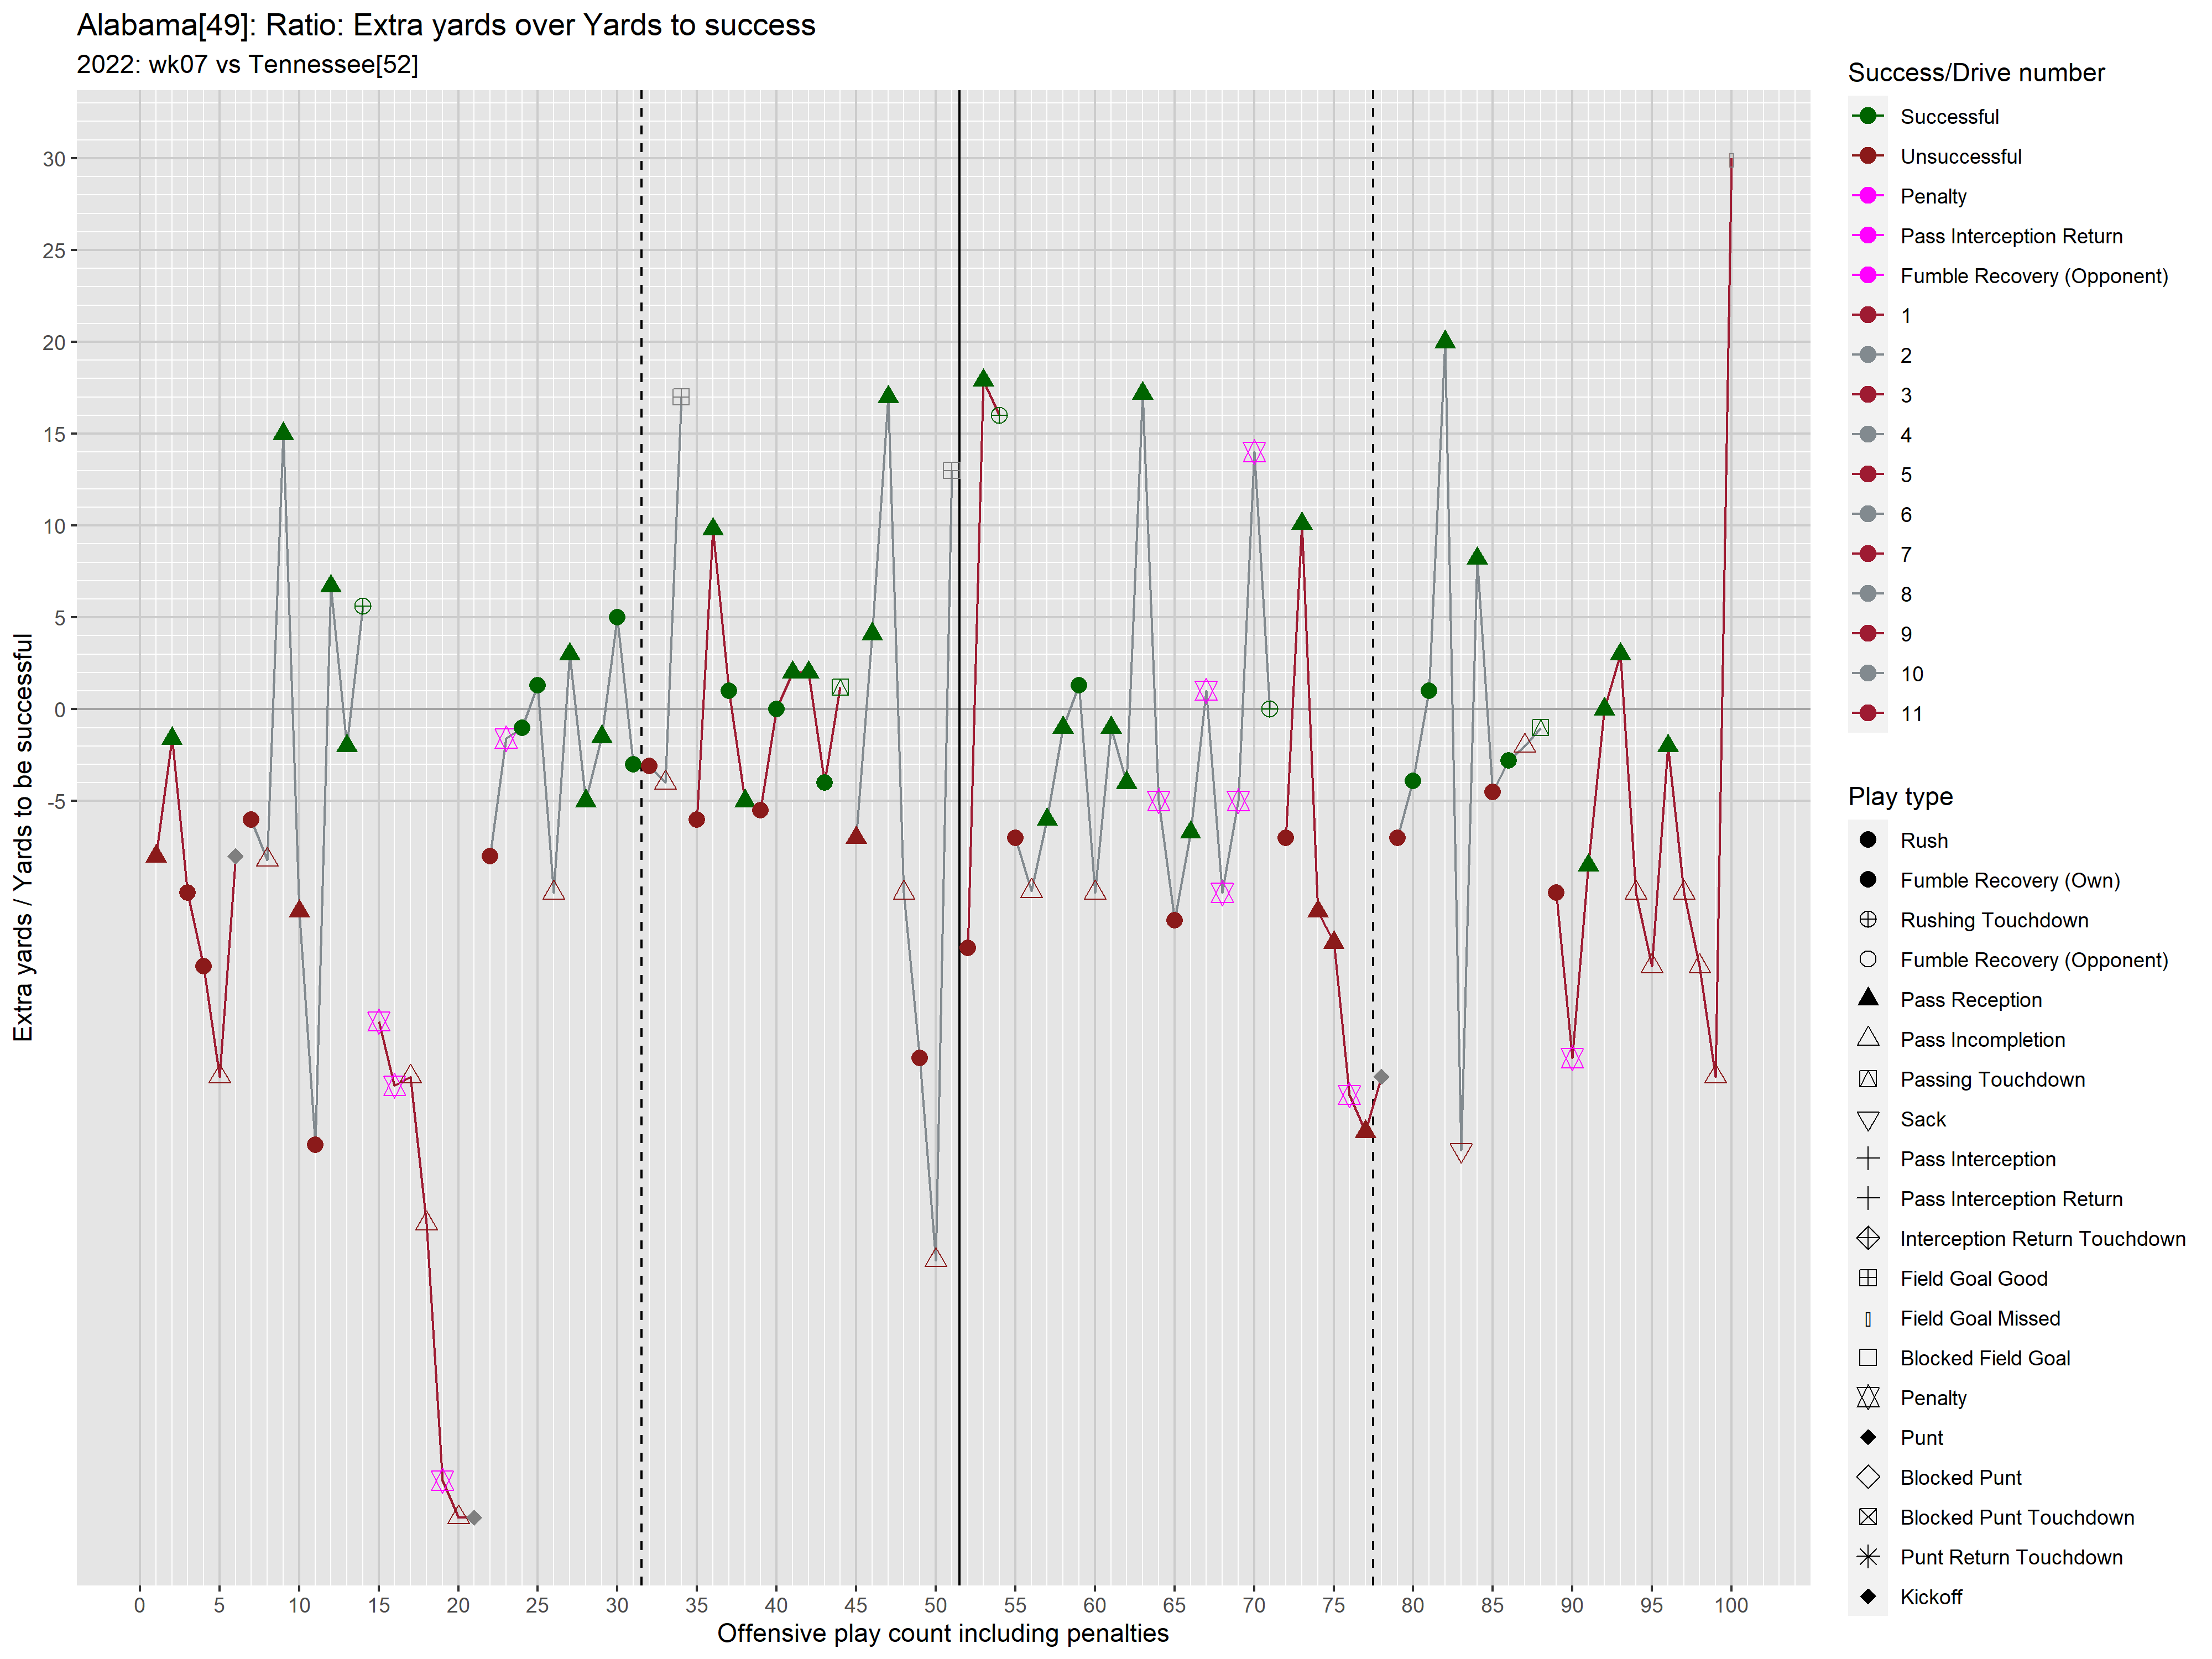 Alabama[49]: Ratio: Extra yards over Yards to success
2022: wk07 vs Tennessee[52]
Extra yards / Yards to be successful
30
25
20
15
10
5
0
-5
0 5 10 15 20 25 30 35 40 45 50 55 60 65 70 75 80 85 90 95 100
Offensive play count including penalties
Success/Drive number
Successful
Unsuccessful
Penalty
Pass Interception Return
Fumble Recovery (Opponent)
1
2
3
4
5
6
7
8
9
10
11
Play type
Rush
Fumble Recovery (Own)
Rushing Touchdown
Fumble Recovery (Opponent)
Pass Reception
Pass Incompletion
Passing Touchdown
Sack
Pass Interception
Pass Interception Return
Interception Return Touchdown
Field Goal Good
Field Goal Missed
Blocked Field Goal
Penalty
Punt
Blocked Punt
Blocked Punt Touchdown
Punt Return Touchdown
Kickoff